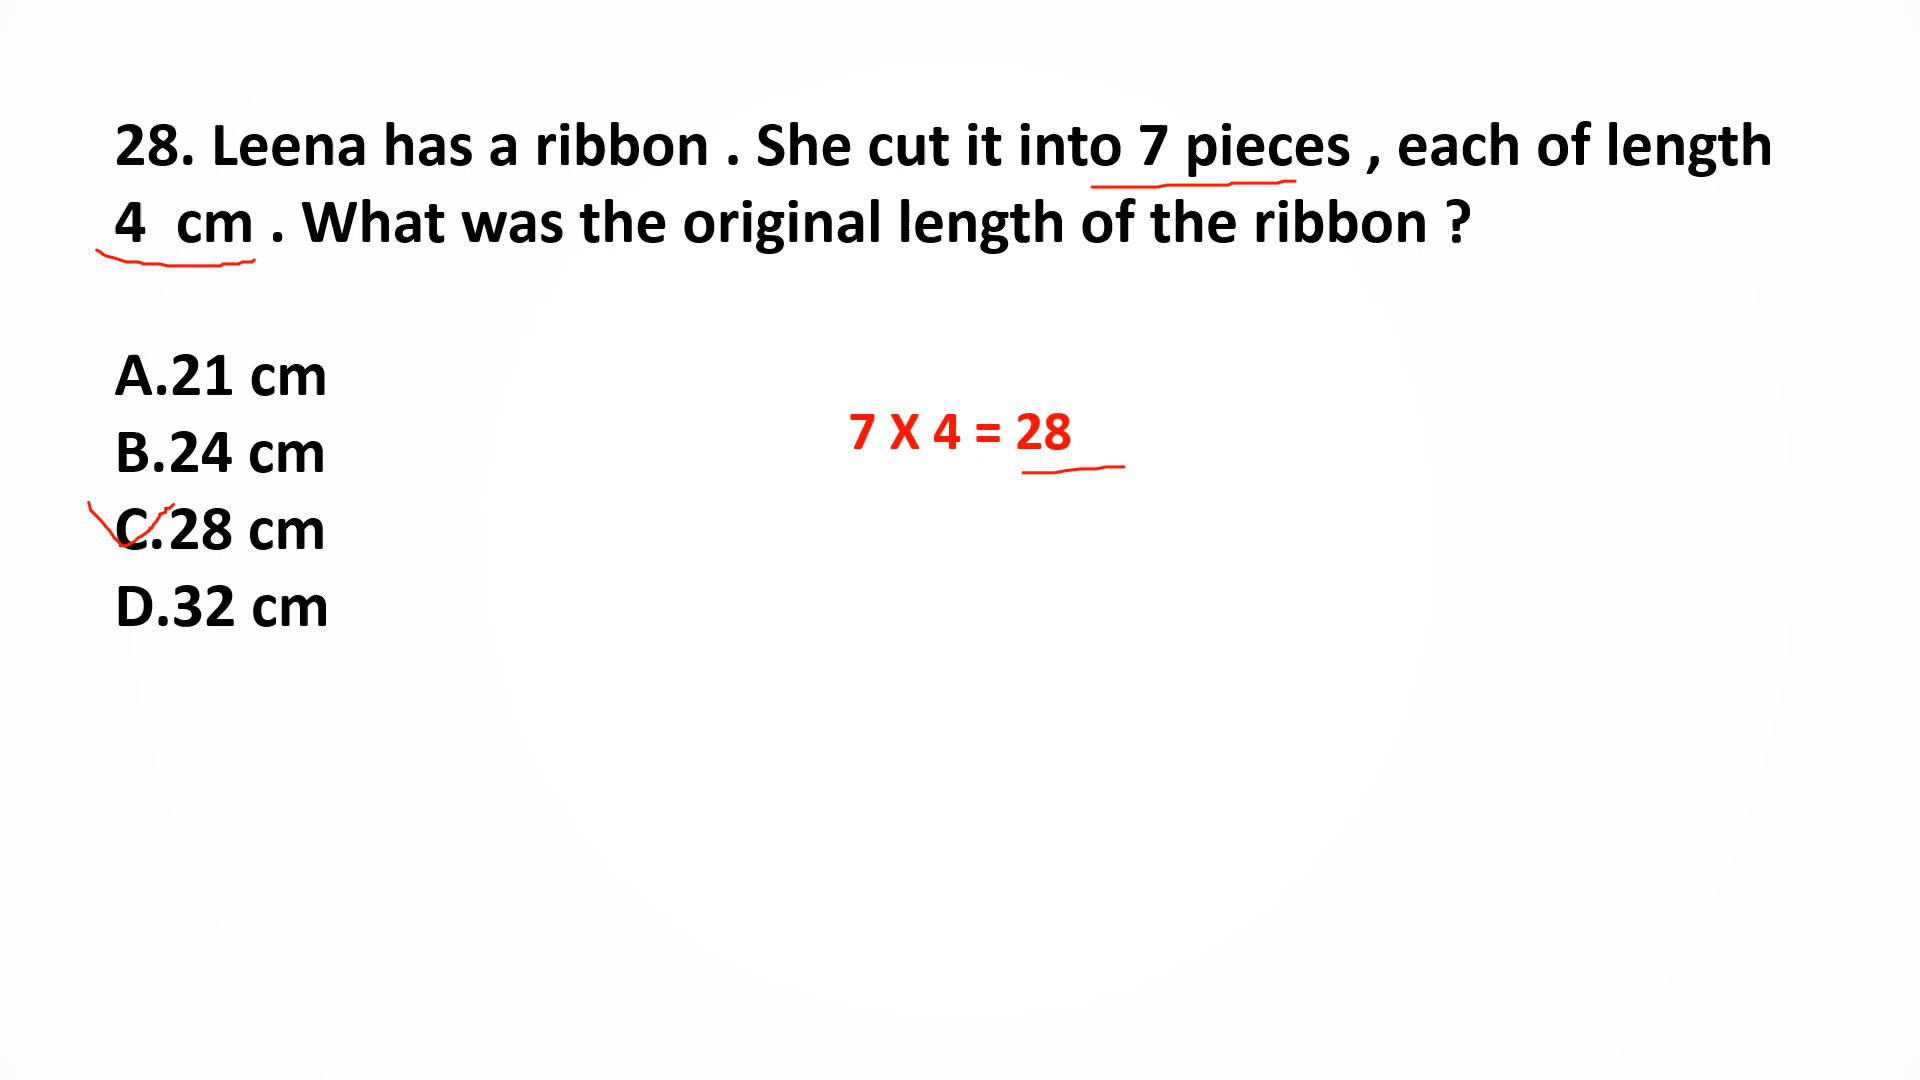 28. Leena has a ribbon . She cut it into 7 pieces , each of length
4  cm . What was the original length of the ribbon ?
A.21 cm
B.24 cm
C.28 cm
D.32 cm
7 X 4 = 28